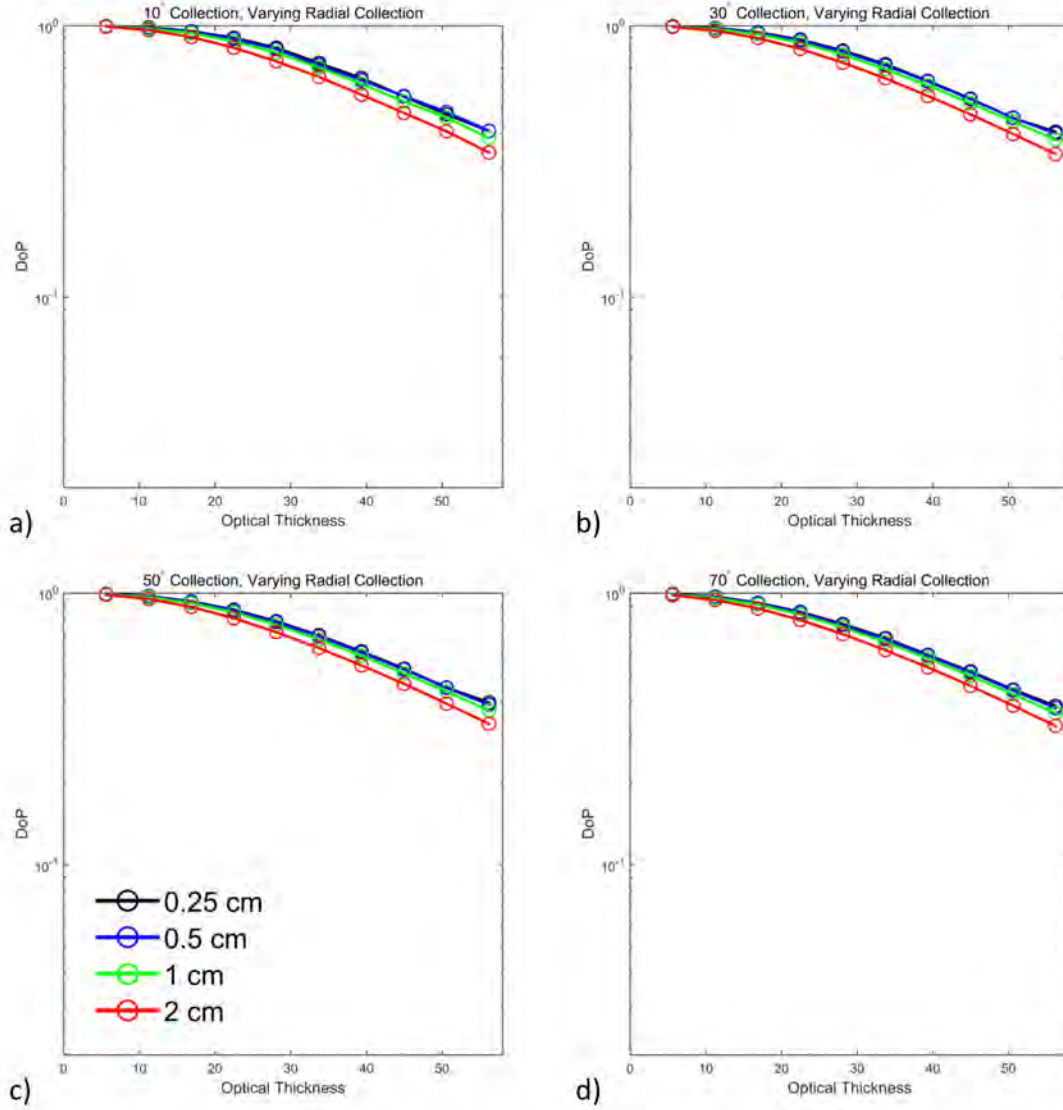 10° Collection, Varying Radial Collection
10⁰
DoP
10⁻¹
0 10 20 30 40 50
Optical Thickness
a)
30° Collection, Varying Radial Collection
10⁰
DoP
10⁻¹
0 10 20 30 40 50
Optical Thickness
b)
50° Collection, Varying Radial Collection
10⁰
DoP
10⁻¹
0.25 cm
0.5 cm
1 cm
2 cm
0 10 20 30 40 50
Optical Thickness
c)
70° Collection, Varying Radial Collection
10⁰
DoP
10⁻¹
0 10 20 30 40 50
Optical Thickness
d)